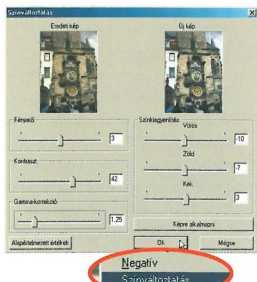 Színváltoztatás
Eredeti kép
Új kép
Fényerő:
3
Kontraszt:
42
Gamma-korrekció:
1.25
Színkiegyenlítés
Vörös
-10
Zöld
-7
Kék:
3
Képre alkalmazni
Alapértelmezett értékek
OK
Mégse
Negatív
Színváltoztatás